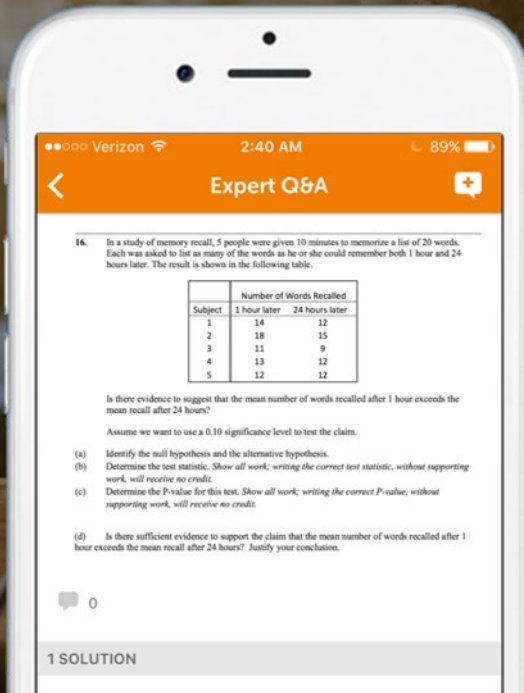 Verizon 2:40 AM 89%
Expert Q&A
16. In a study of memory recall, 5 people were given 10 minutes to memorize a list of 20 words.
Each was asked to list as many of the words as he or she could remember both 1 hour and 24
hours later. The result is shown in the following table.
Number of Words Recalled
Subject 1 hour later 24 hours later
1 14 12
2 18 15
3 11 9
4 13 12
5 12 12
Is there evidence to suggest that the mean number of words recalled after 1 hour exceeds the
mean recall after 24 hours?
Assume we want to use a 0.10 significance level to test the claim.
(a) Identify the null hypothesis and the alternative hypothesis.
(b) Determine the test statistic. Show all work; writing the correct test statistic, without supporting
work, will receive no credit.
(c) Determine the P-value for this test. Show all work; writing the correct P-value, without
supporting work, will receive no credit.
(d) Is there sufficient evidence to support the claim that the mean number of words recalled after 1
hour exceeds the mean recall after 24 hours? Justify your conclusion.
0
1 SOLUTION